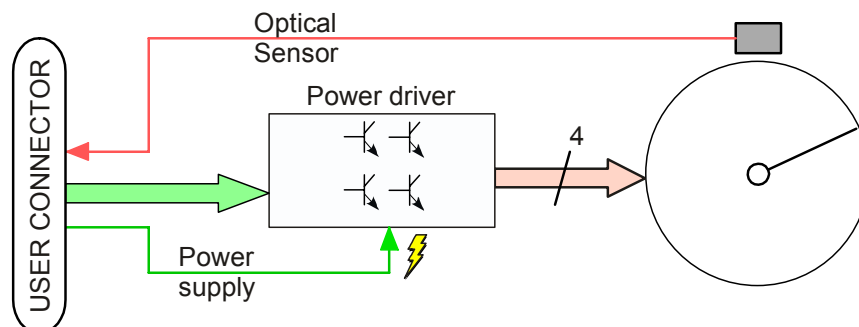 Optical
Sensor
USER CONNECTOR
Power driver
4
Power
supply